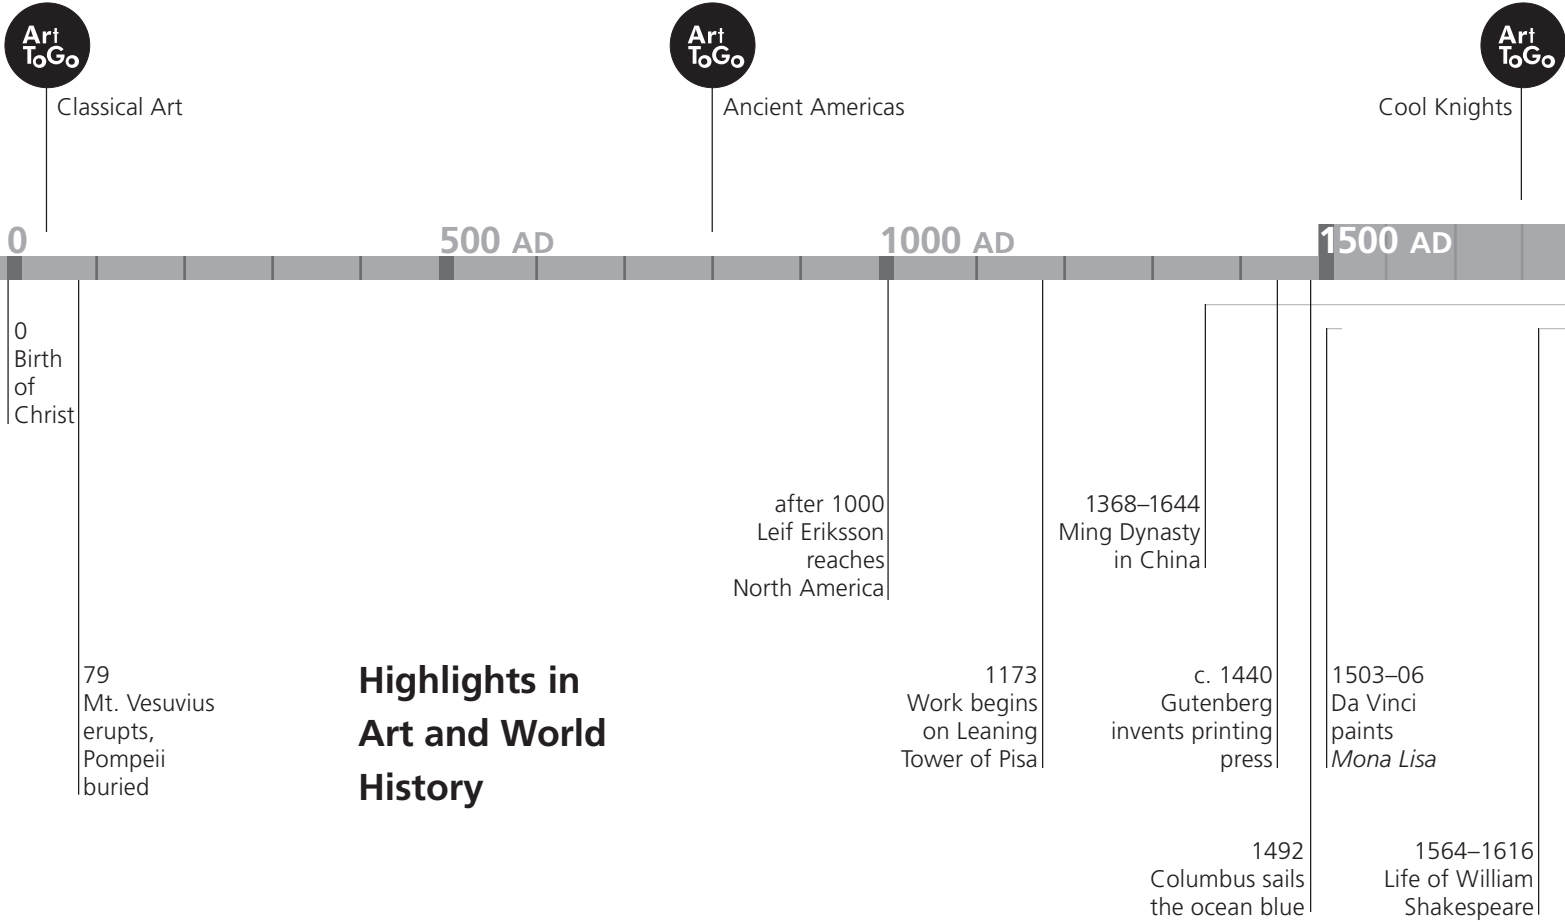 Art
ToGo
Classical Art
Art
ToGo
Ancient Americas
Art
ToGo
Cool Knights
0
500 AD
1000 AD
1500 AD
0
Birth
of
Christ
79
Mt. Vesuvius
erupts,
Pompeii
buried
Highlights in
Art and World
History
after 1000
Leif Eriksson
reaches
North America
1173
Work begins
on Leaning
Tower of Pisa
1368–1644
Ming Dynasty
in China
c. 1440
Gutenberg
invents printing
press
1492
Columbus sails
the ocean blue
1503–06
Da Vinci
paints
Mona Lisa
1564–1616
Life of William
Shakespeare